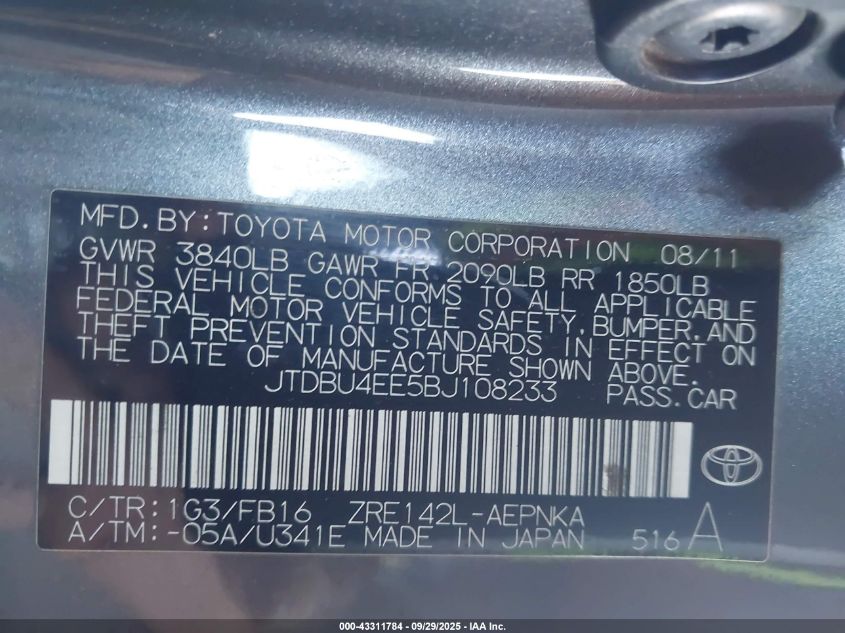 MFD.BY:TOYOTA MOTOR CORPORATION 08/11
GVWR 3840LB GAWR FR 2090LB RR 1850LB
THIS VEHICLE CONFORMS TO ALL APPLICABLE
FEDERAL MOTOR VEHICLE SAFETY,BUMPER,AND
THEFT PREVENTION STANDARDS IN EFFECT ON
THE DATE OF MANUFACTURE SHOWN ABOVE.
JTDBU4EE5BJ108233 PASS.CAR
C/TR:1G3/FB16 ZRE142L-AEPNKA
A/TM:-05A/U341E MADE IN JAPAN 516 A
000-43311784 - 09/29/2025 - IAA Inc.